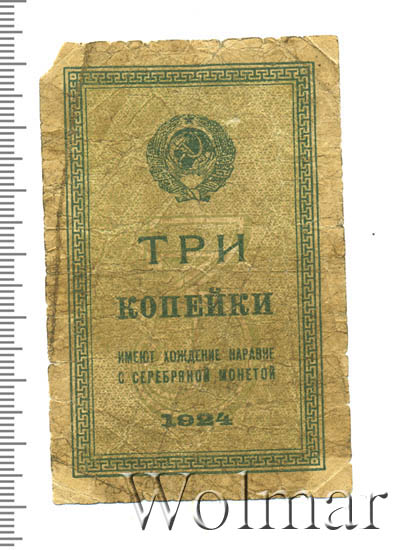 ТРИ
КОПЕЙКИ
ИМЕЮТ ХОЖДЕНИЕ НАРАВНЕ
С СЕРЕБРЯНОЙ МОНЕТОЙ
1924
Wolmar